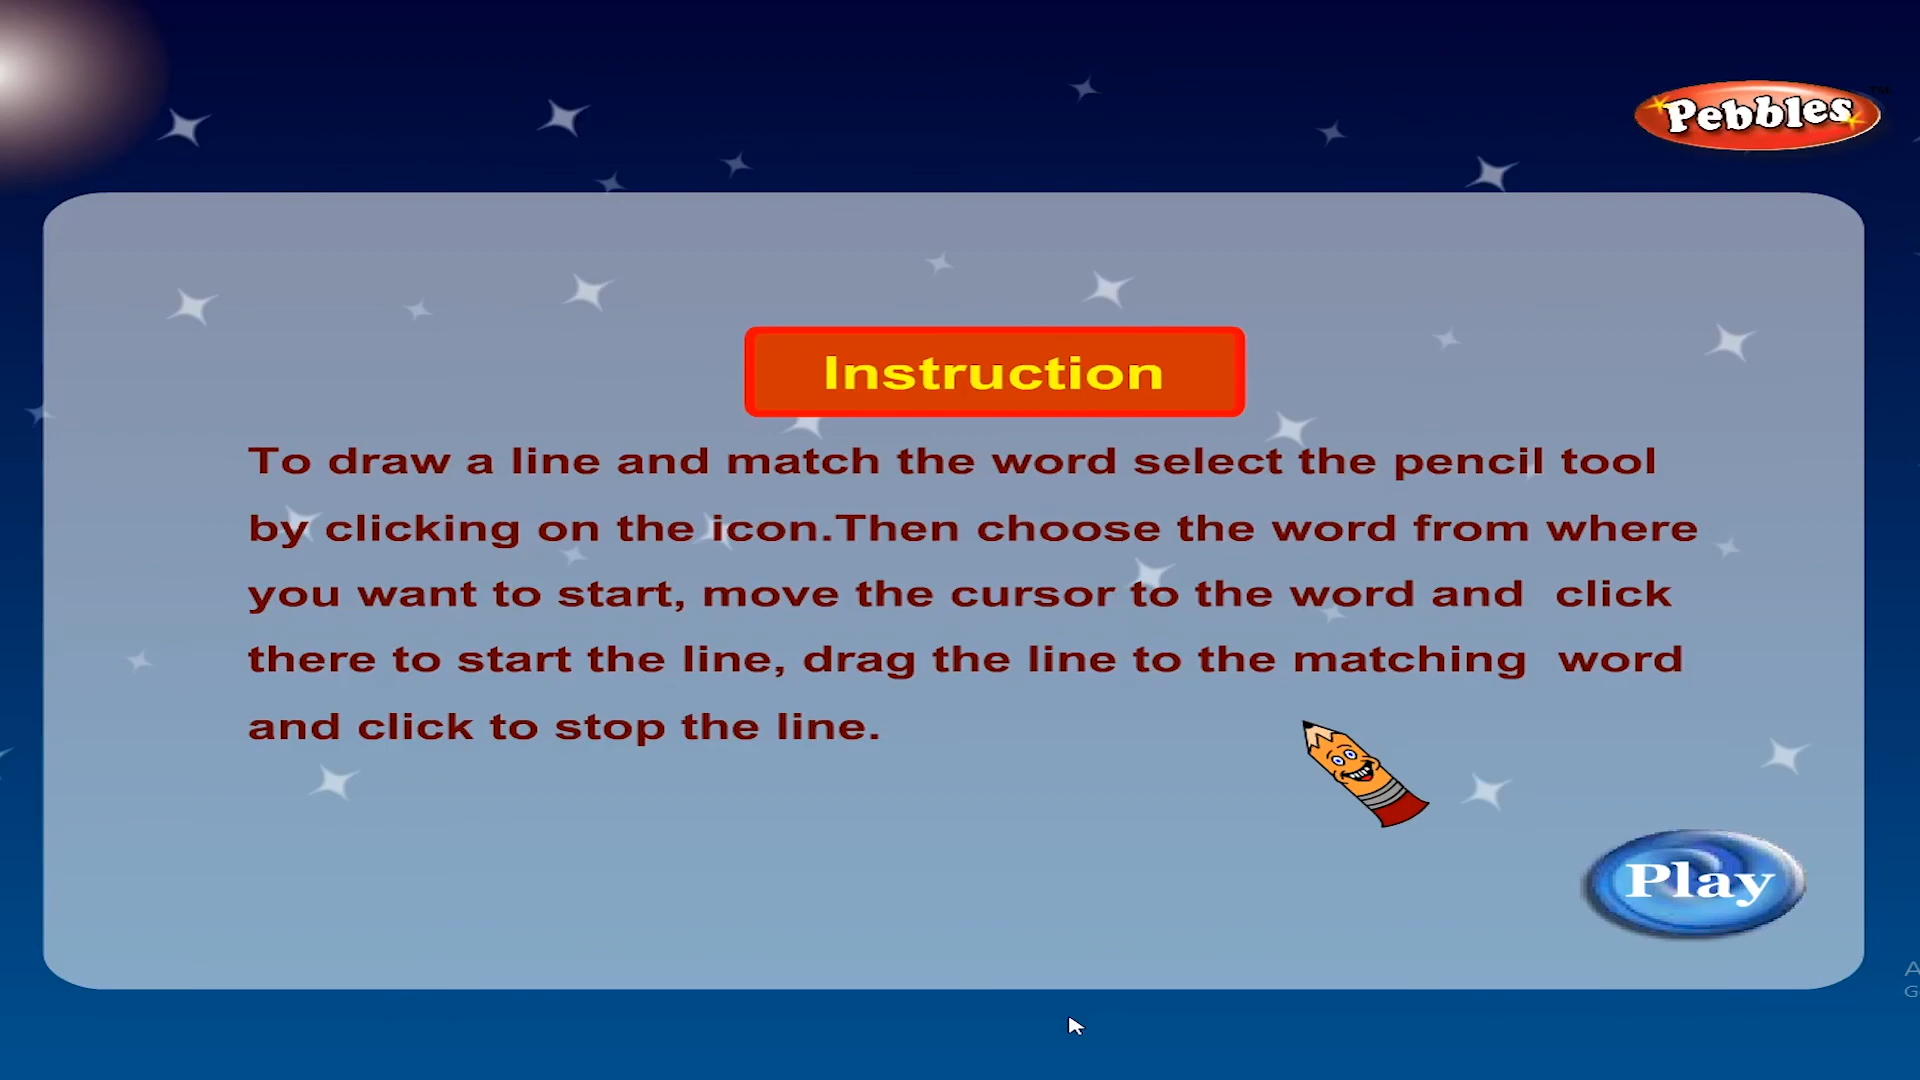 Pebbles™
Instruction
To draw a line and match the word select the pencil tool
by clicking on the icon.Then choose the word from where
you want to start, move the cursor to the word and click
there to start the line, drag the line to the matching word
and click to stop the line.
Play